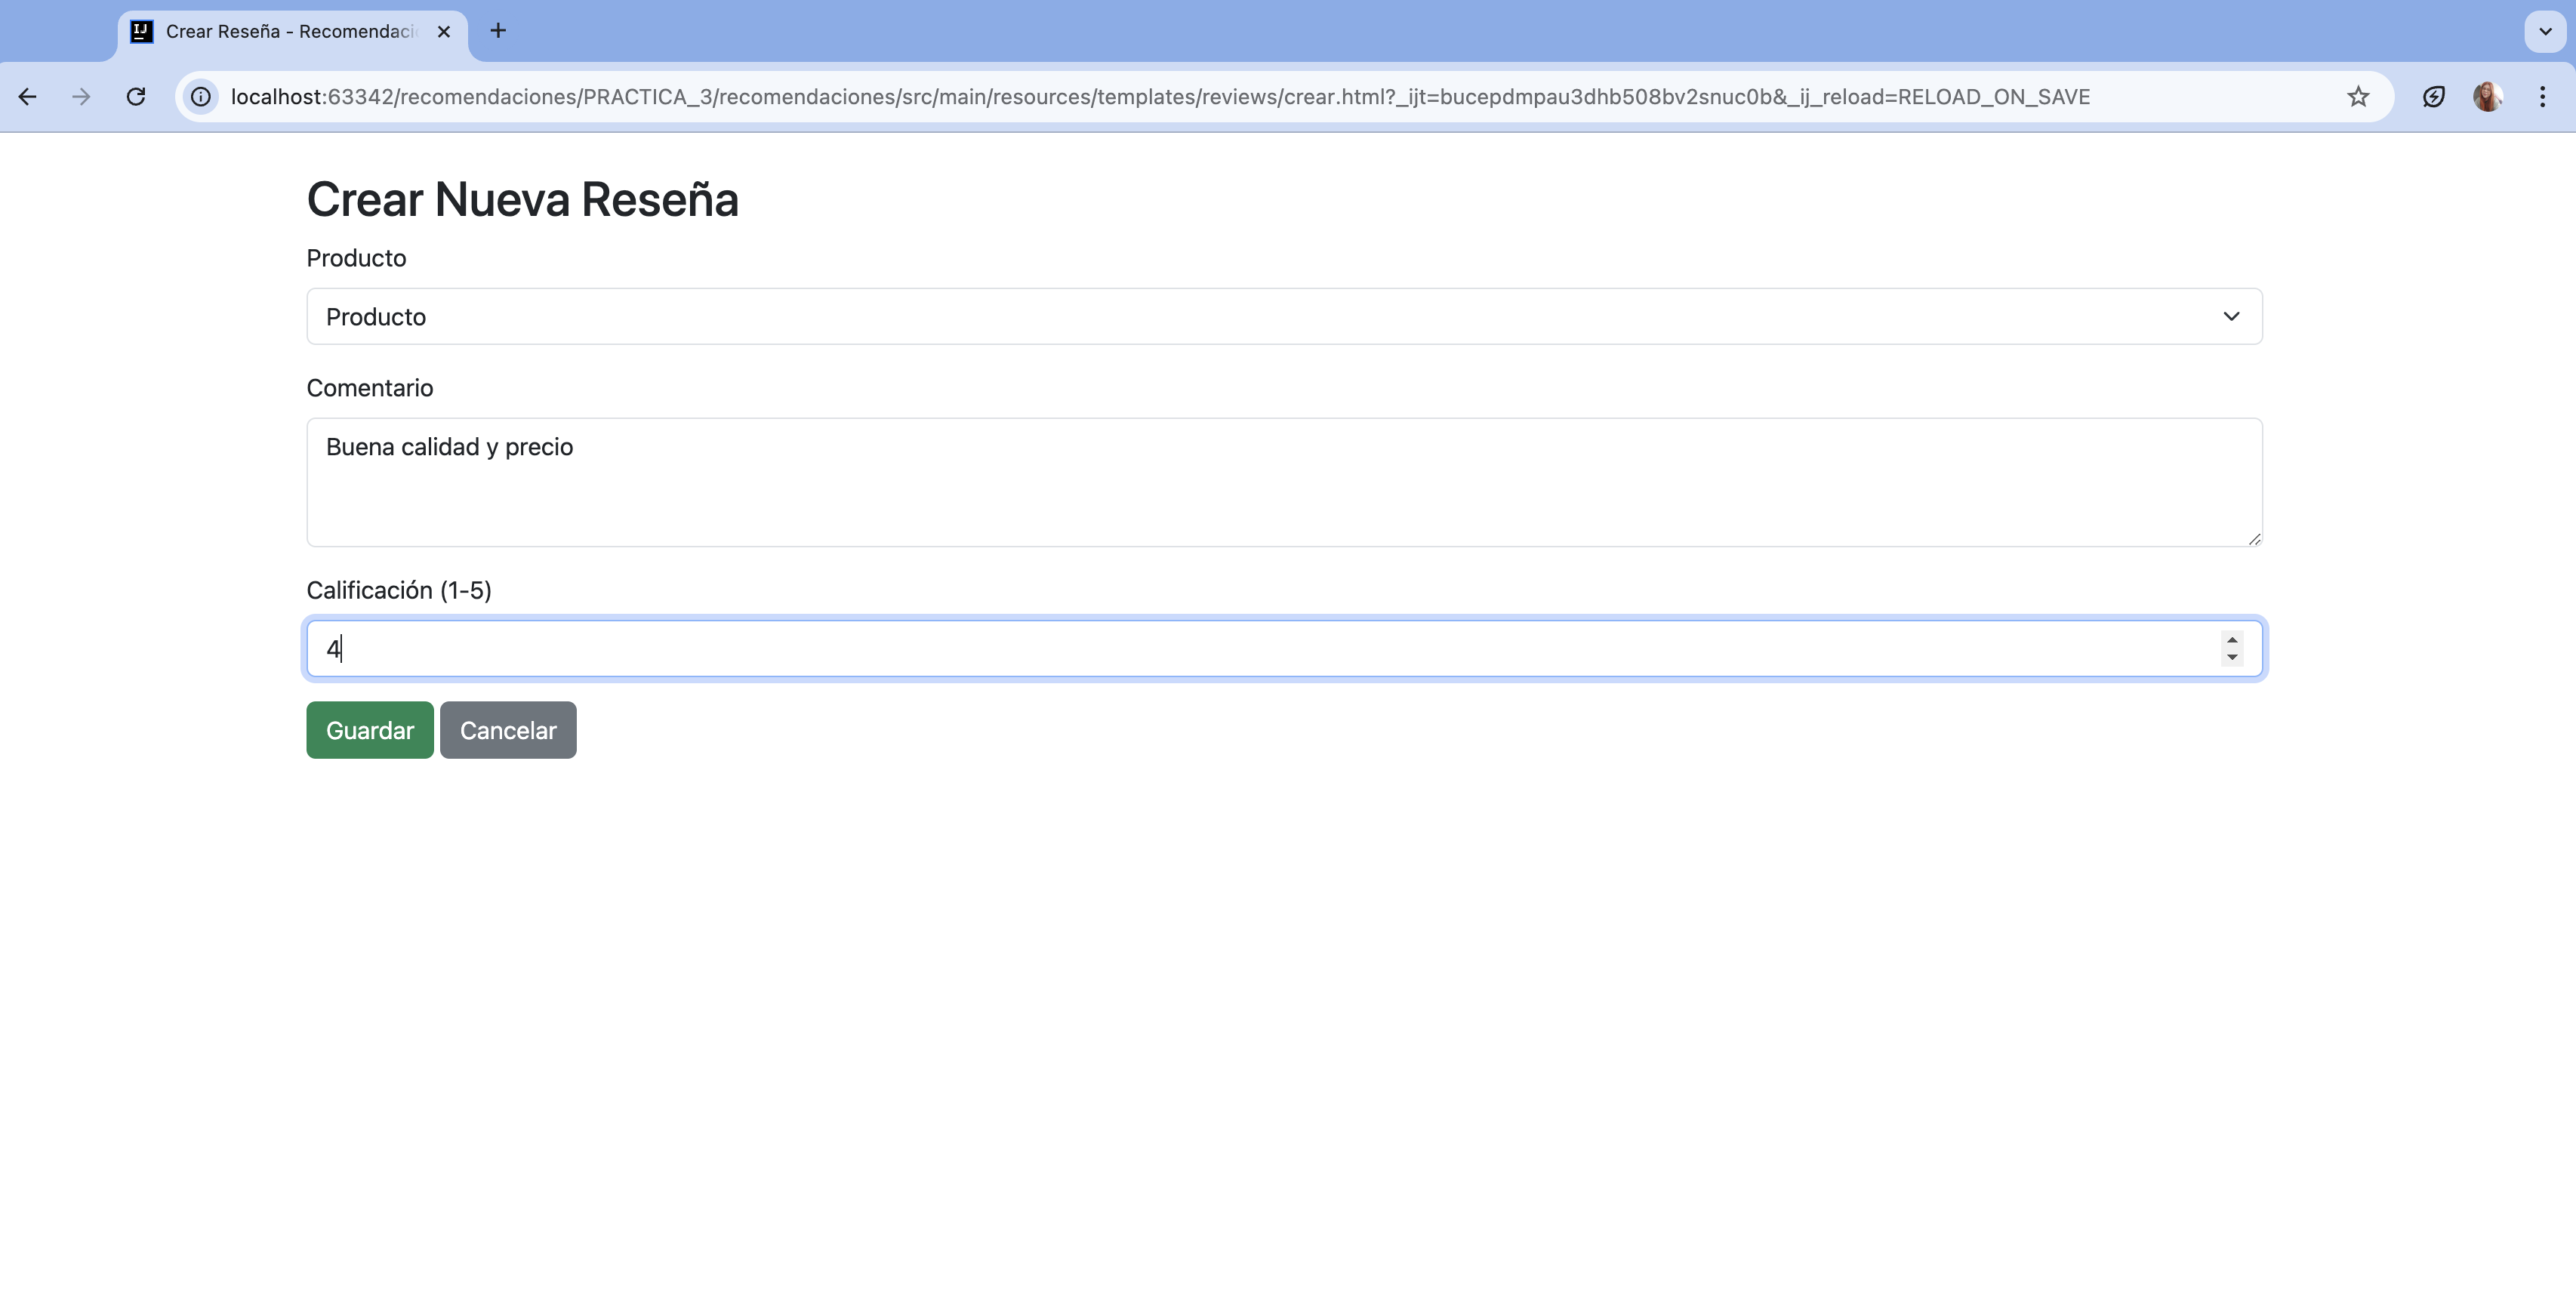 Crear Reseña - Recomendaci
localhost:63342/recomendaciones/PRACTICA_3/recomendaciones/src/main/resources/templates/reviews/crear.html?_ijt=bucepdmpau3dhb508bv2snuc0b&_ij_reload=RELOAD_ON_SAVE
Crear Nueva Reseña
Producto
Producto
Comentario
Buena calidad y precio
Calificación (1-5)
4
Guardar Cancelar